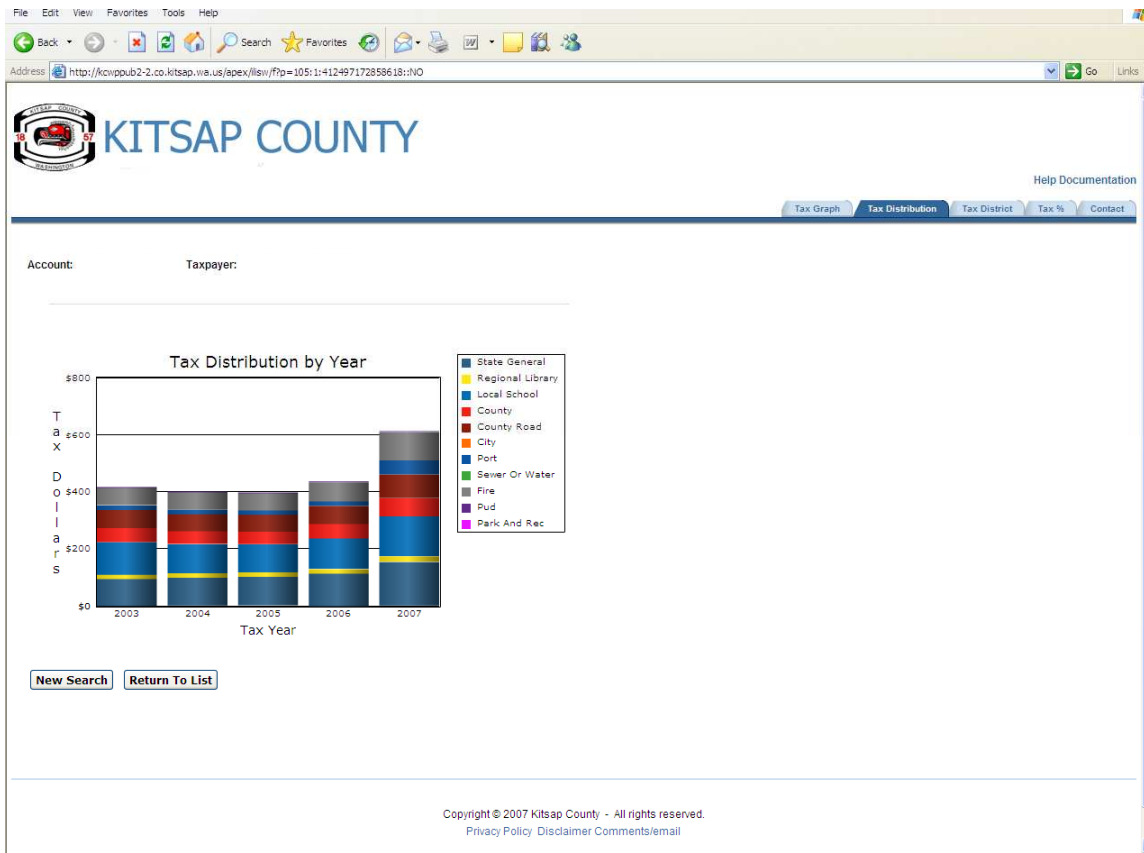 File Edit View Favorites Tools Help
Back Search Favorites
Address http://kcwppub2-2.co.kitsap.wa.us/apex/ilsw/f?p=105:1:412497172858618::NO Go Links
KITSAP COUNTY
18 57
KITSAP COUNTY
WASHINGTON
Help Documentation
Tax Graph Tax Distribution Tax District Tax % Contact
Account: Taxpayer:
Tax Distribution by Year
Tax Dollars
$800
$600
$400
$200
$0
2003 2004 2005 2006 2007
Tax Year
State General
Regional Library
Local School
County
County Road
City
Port
Sewer Or Water
Fire
Pud
Park And Rec
New Search Return To List
Copyright © 2007 Kitsap County - All rights reserved.
Privacy Policy Disclaimer Comments/email